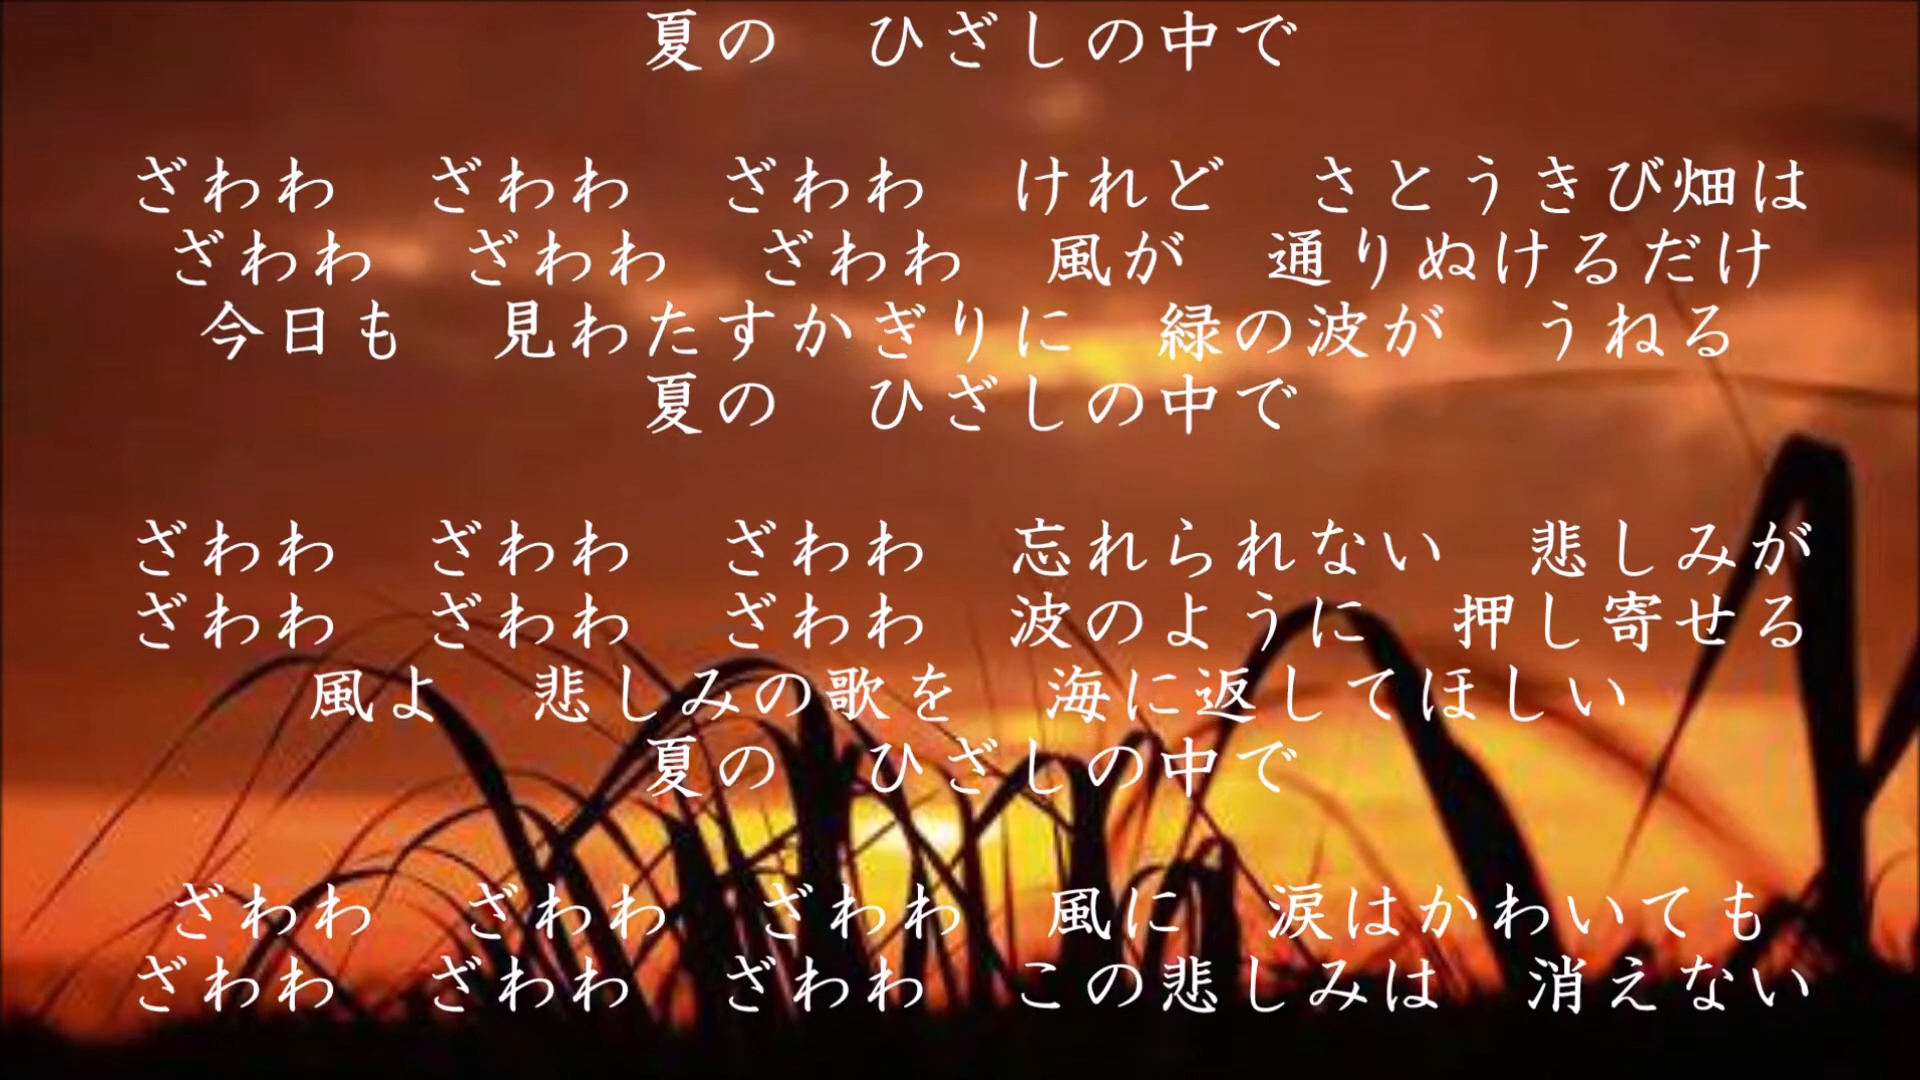 夏の　ひざしの中で
ざわわ　ざわわ　ざわわ　けれど　さとうきび畑は
ざわわ　ざわわ　ざわわ　風が　通りぬけるだけ
今日も　見わたすかぎりに　緑の波が　うねる
夏の　ひざしの中で
ざわわ　ざわわ　ざわわ　忘れられない　悲しみが
ざわわ　ざわわ　ざわわ　波のように　押し寄せる
風よ　悲しみの歌を　海に返してほしい
夏の　ひざしの中で
ざわわ　ざわわ　ざわわ　風に　涙はかわいても
ざわわ　ざわわ　ざわわ　この悲しみは　消えない